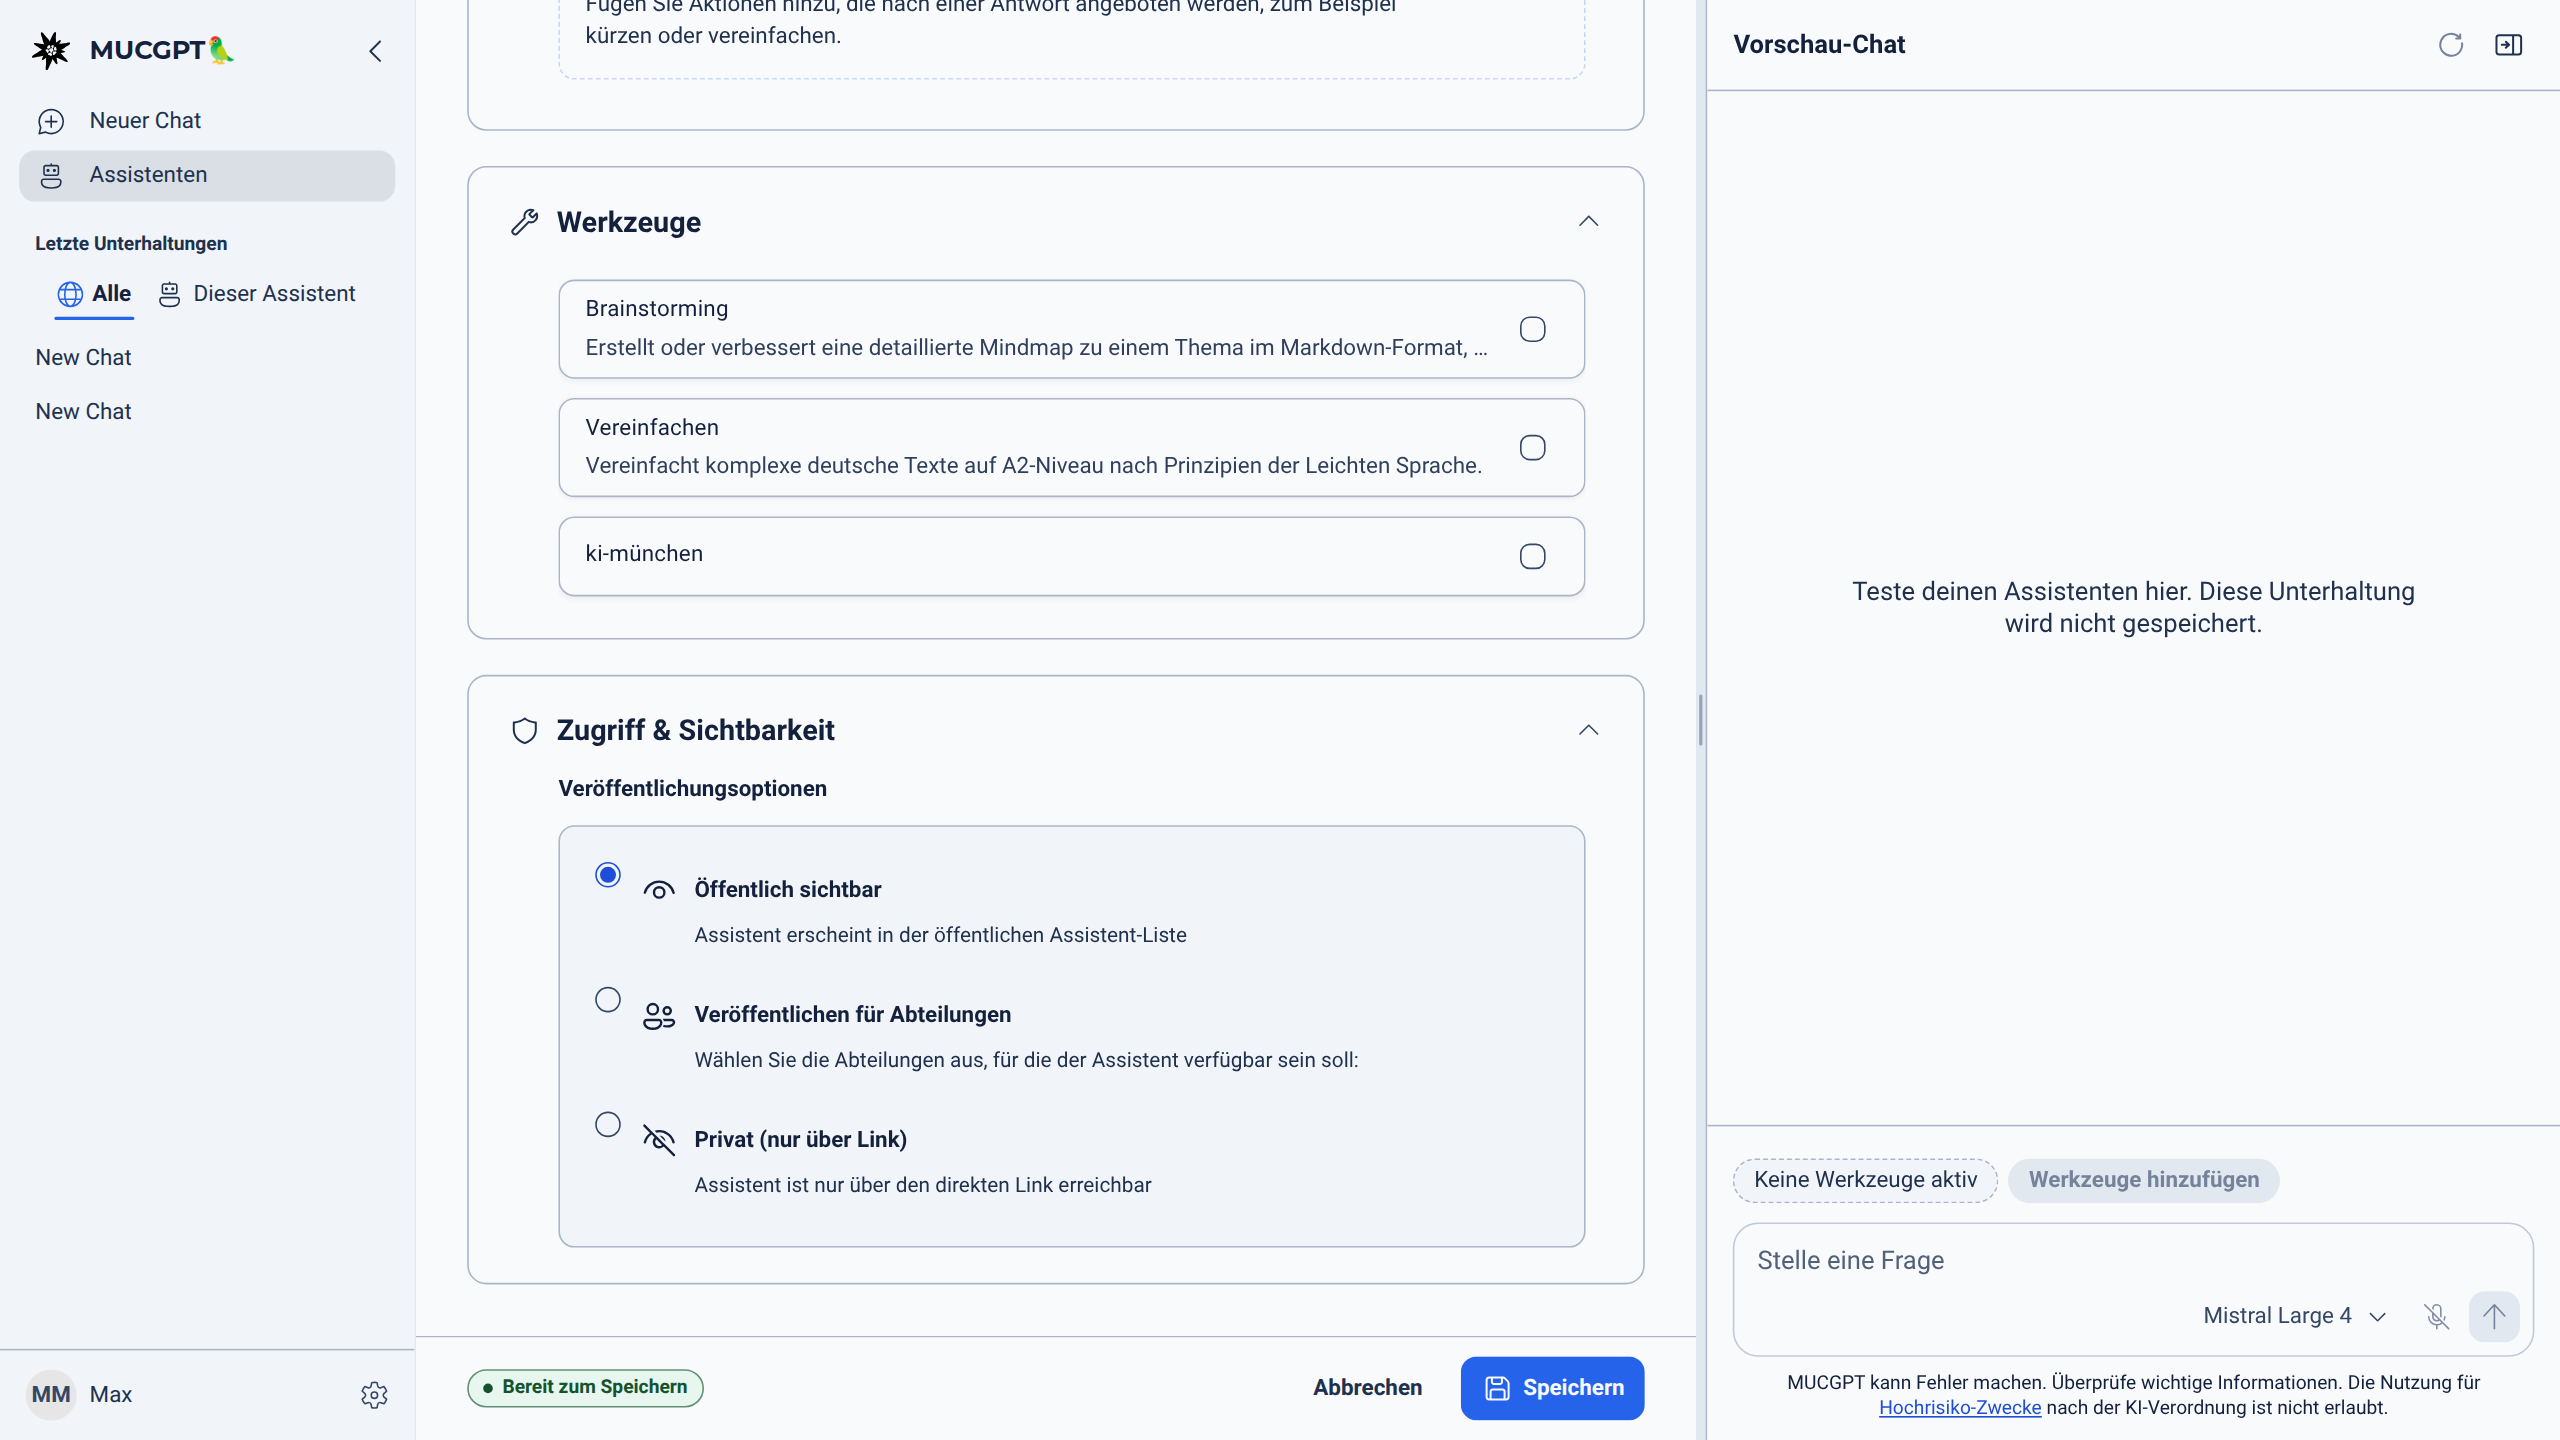 MUCGPT
Neuer Chat
Assistenten
Letzte Unterhaltungen
Alle
Dieser Assistent
New Chat
New Chat
MM
Max
Fügen Sie Aktionen hinzu, die nach einer Antwort angeboten werden, zum Beispiel
kürzen oder vereinfachen.
Werkzeuge
Brainstorming
Erstellt oder verbessert eine detaillierte Mindmap zu einem Thema im Markdown-Format, ...
Vereinfachen
Vereinfacht komplexe deutsche Texte auf A2-Niveau nach Prinzipien der Leichten Sprache.
ki-münchen
Zugriff & Sichtbarkeit
Veröffentlichungsoptionen
Öffentlich sichtbar
Assistent erscheint in der öffentlichen Assistent-Liste
Veröffentlichen für Abteilungen
Wählen Sie die Abteilungen aus, für die der Assistent verfügbar sein soll:
Privat (nur über Link)
Assistent ist nur über den direkten Link erreichbar
Bereit zum Speichern
Abbrechen
Speichern
Vorschau-Chat
Teste deinen Assistenten hier. Diese Unterhaltung
wird nicht gespeichert.
Keine Werkzeuge aktiv
Werkzeuge hinzufügen
Stelle eine Frage
Mistral Large 4
MUCGPT kann Fehler machen. Überprüfe wichtige Informationen. Die Nutzung für
Hochrisiko-Zwecke nach der KI-Verordnung ist nicht erlaubt.